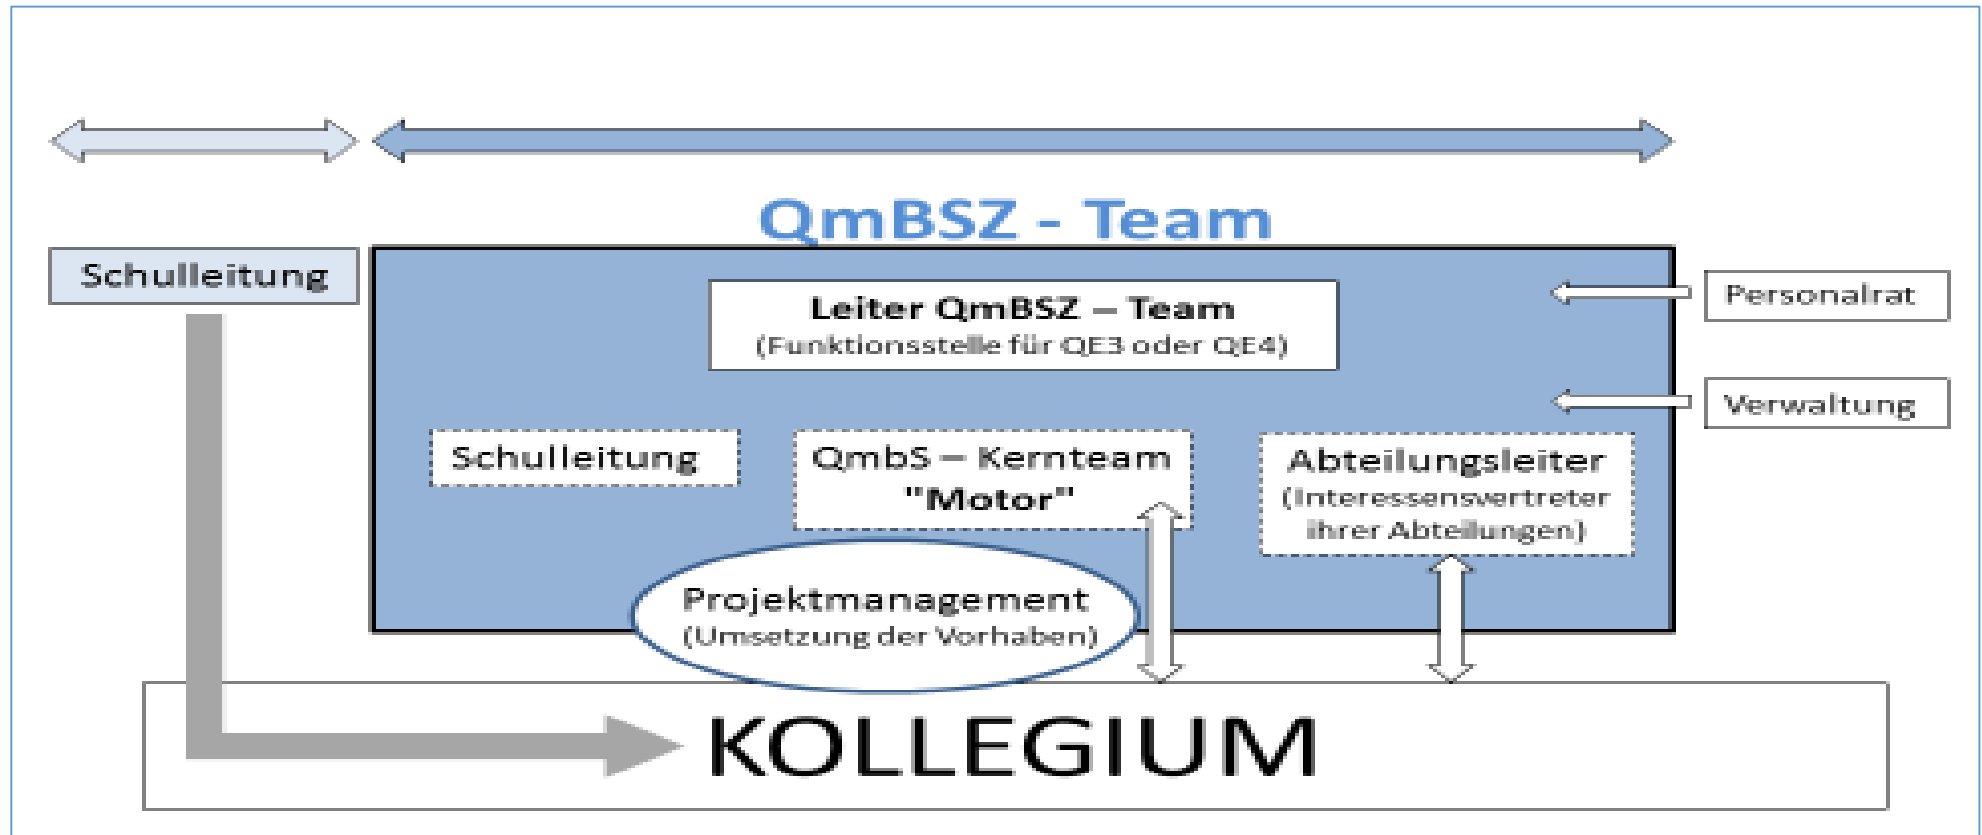 QmBSZ - Team
Schulleitung
Leiter QmBSZ – Team
(Funktionsstelle für QE3 oder QE4)
Personalrat
Verwaltung
Schulleitung
QmbS – Kernteam
"Motor"
Abteilungsleiter
(Interessensvertreter
ihrer Abteilungen)
Projektmanagement
(Umsetzung der Vorhaben)
KOLLEGIUM